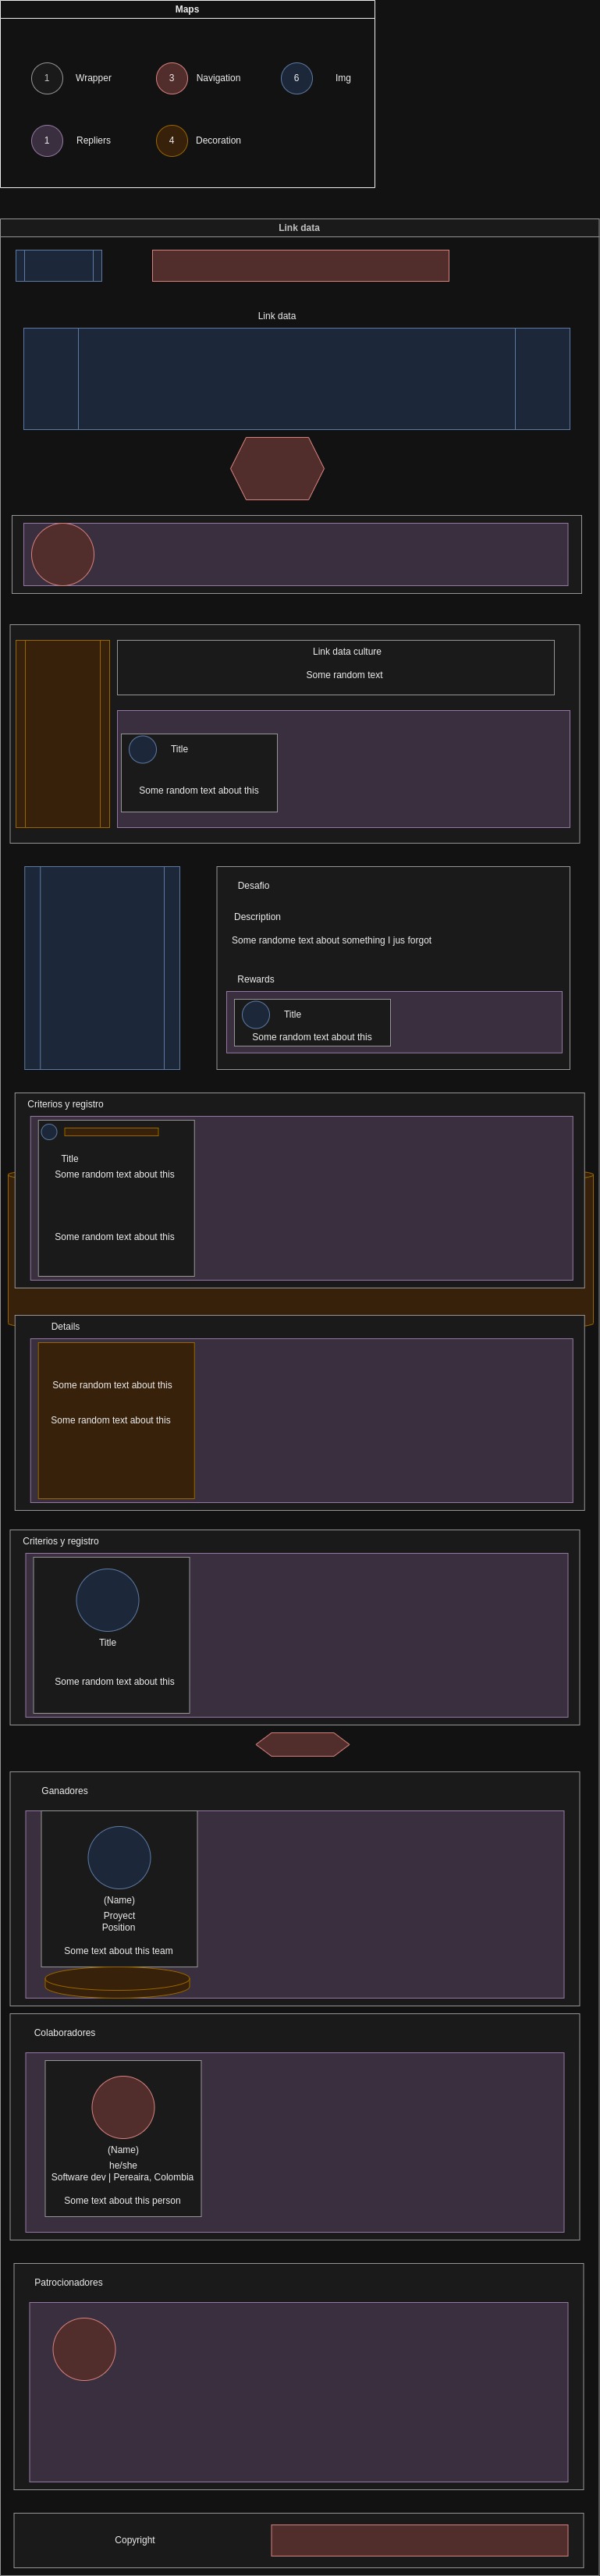 Maps
1 Wrapper 3 Navigation 6 Img
1 Repliers 4 Decoration
Link data
Link data
Link data culture
Some random text
Title
Some random text about this
Desafio
Description
Some randome text about something I jus forgot
Rewards
Title
Some random text about this
Criterios y registro
Title
Some random text about this
Some random text about this
Details
Some random text about this
Some random text about this
Criterios y registro
Title
Some random text about this
Ganadores
(Name)
Proyect
Position
Some text about this team
Colaboradores
(Name)
he/she
Software dev | Pereaira, Colombia
Some text about this person
Patrocionadores
Copyright